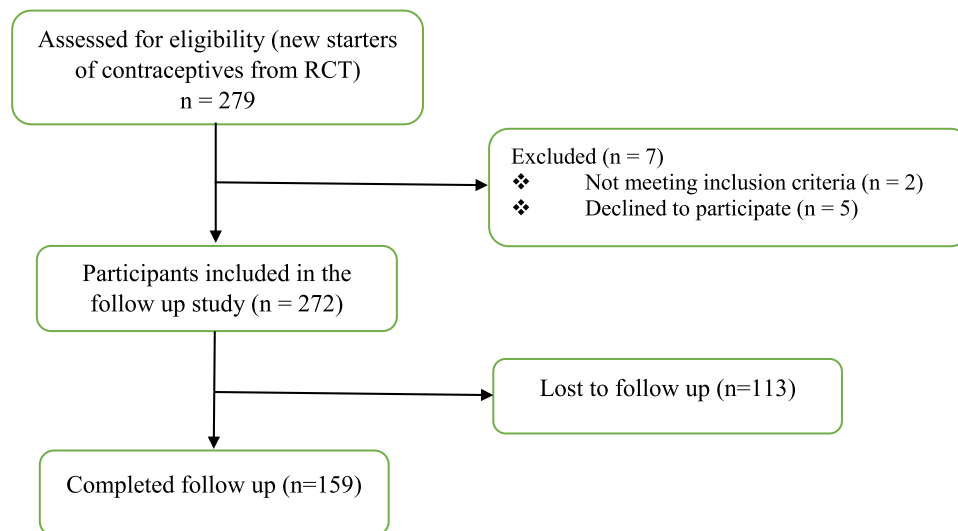 Assessed for eligibility (new starters
of contraceptives from RCT)
n = 279
Excluded (n = 7)
❖ Not meeting inclusion criteria (n = 2)
❖ Declined to participate (n = 5)
Participants included in the
follow up study (n = 272)
Lost to follow up (n=113)
Completed follow up (n=159)